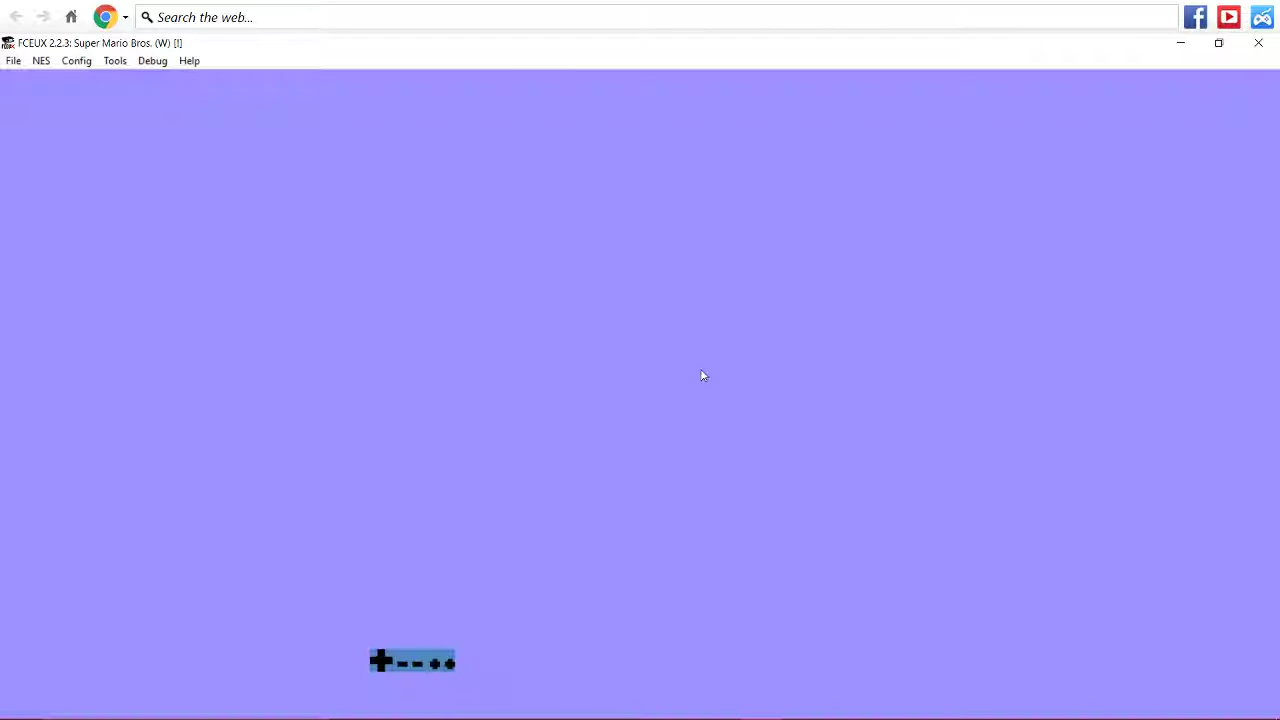 Search the web...
FCEUX 2.2.3: Super Mario Bros. (W) [!]
File NES Config Tools Debug Help